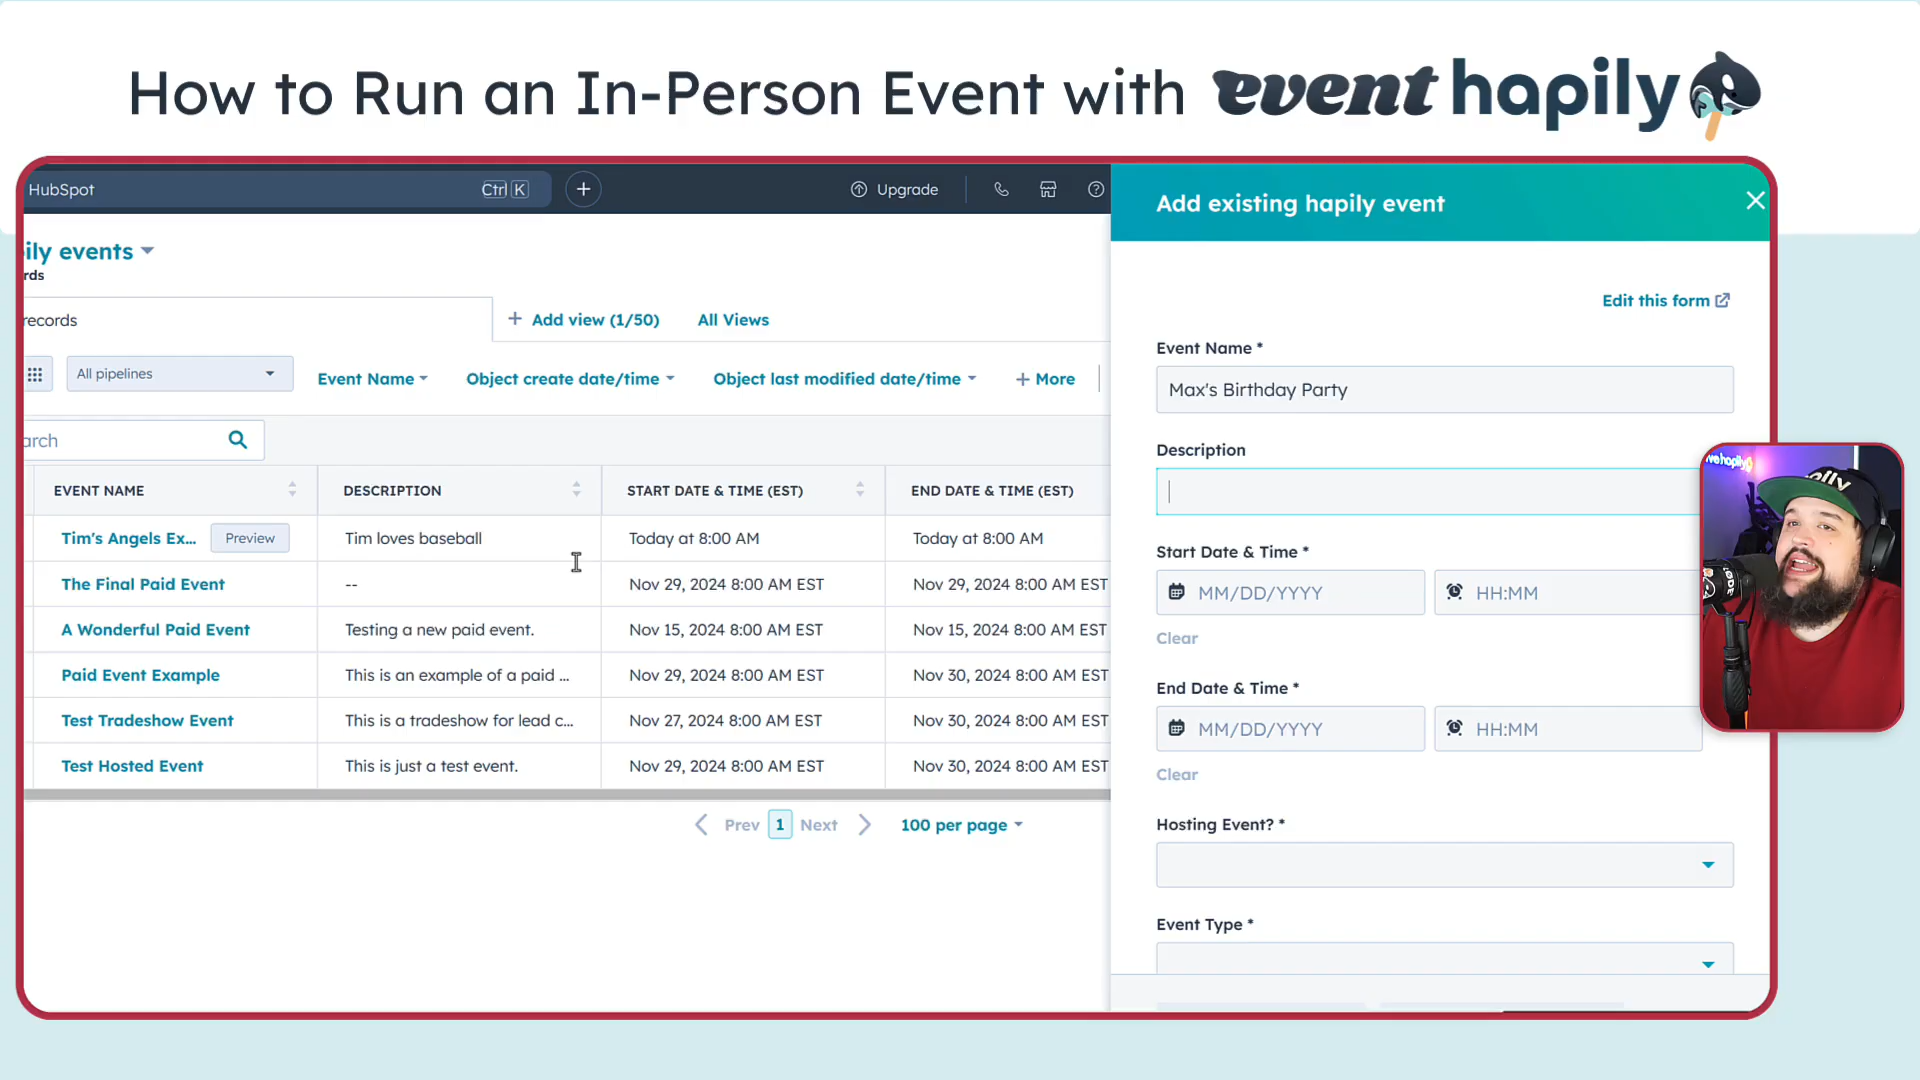 How to Run an In-Person Event with event hapily
HubSpot
Ctrl K
Upgrade
ily events
rds
records
Add view (1/50)
All Views
All pipelines
Event Name
Object create date/time
Object last modified date/time
More
arch
EVENT NAME DESCRIPTION START DATE & TIME (EST) END DATE & TIME (EST)
Tim's Angels Ex... Preview Tim loves baseball Today at 8:00 AM Today at 8:00 AM
The Final Paid Event -- Nov 29, 2024 8:00 AM EST Nov 29, 2024 8:00 AM EST
A Wonderful Paid Event Testing a new paid event. Nov 15, 2024 8:00 AM EST Nov 15, 2024 8:00 AM EST
Paid Event Example This is an example of a paid ... Nov 29, 2024 8:00 AM EST Nov 30, 2024 8:00 AM EST
Test Tradeshow Event This is a tradeshow for lead c... Nov 27, 2024 8:00 AM EST Nov 30, 2024 8:00 AM EST
Test Hosted Event This is just a test event. Nov 29, 2024 8:00 AM EST Nov 30, 2024 8:00 AM EST
Prev 1 Next 100 per page
Add existing hapily event
Edit this form
Event Name *
Max's Birthday Party
Description
Start Date & Time *
MM/DD/YYYY HH:MM
Clear
End Date & Time *
MM/DD/YYYY HH:MM
Clear
Hosting Event? *
Event Type *
RØDE